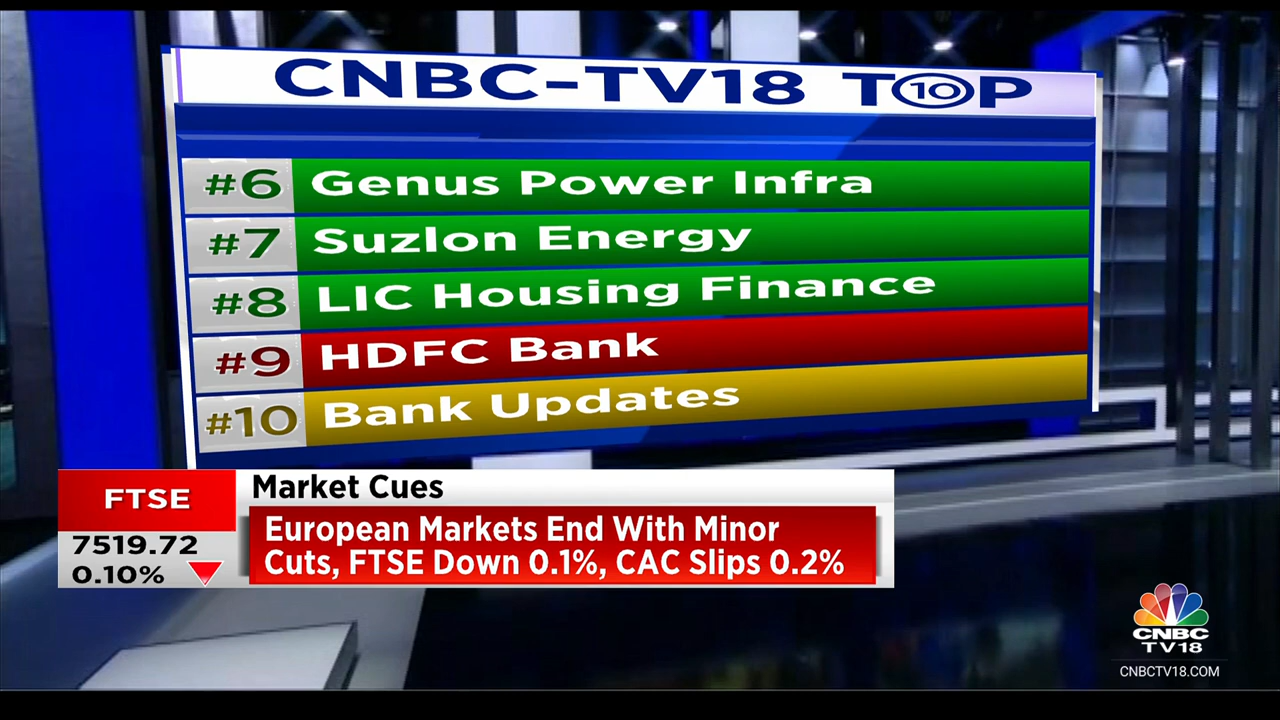 CNBC-TV18 T10P
#6 Genus Power Infra
#7 Suzlon Energy
#8 LIC Housing Finance
#9 HDFC Bank
#10 Bank Updates
FTSE
7519.72
0.10%
Market Cues
European Markets End With Minor
Cuts, FTSE Down 0.1%, CAC Slips 0.2%
CNBC
TV18
CNBCTV18.COM